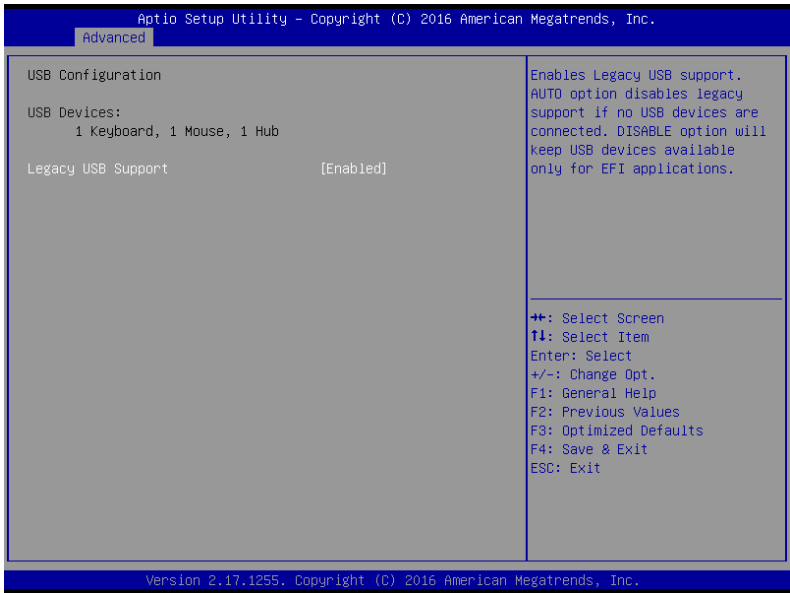 Aptio Setup Utility – Copyright (C) 2016 American Megatrends, Inc.
Advanced
USB Configuration
USB Devices:
1 Keyboard, 1 Mouse, 1 Hub
Legacy USB Support [Enabled]
Enables Legacy USB support.
AUTO option disables legacy
support if no USB devices are
connected. DISABLE option will
keep USB devices available
only for EFI applications.
→←: Select Screen
↑↓: Select Item
Enter: Select
+/-: Change Opt.
F1: General Help
F2: Previous Values
F3: Optimized Defaults
F4: Save & Exit
ESC: Exit
Version 2.17.1255. Copyright (C) 2016 American Megatrends, Inc.